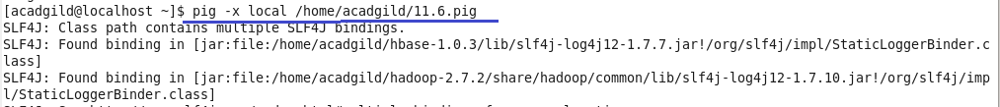 [acadgild@localhost ~]$ pig -x local /home/acadgild/11.6.pig
SLF4J: Class path contains multiple SLF4J bindings.
SLF4J: Found binding in [jar:file:/home/acadgild/hbase-1.0.3/lib/slf4j-log4j12-1.7.7.jar!/org/slf4j/impl/StaticLoggerBinder.c
lass]
SLF4J: Found binding in [jar:file:/home/acadgild/hadoop-2.7.2/share/hadoop/common/lib/slf4j-log4j12-1.7.10.jar!/org/slf4j/imp
l/StaticLoggerBinder.class]